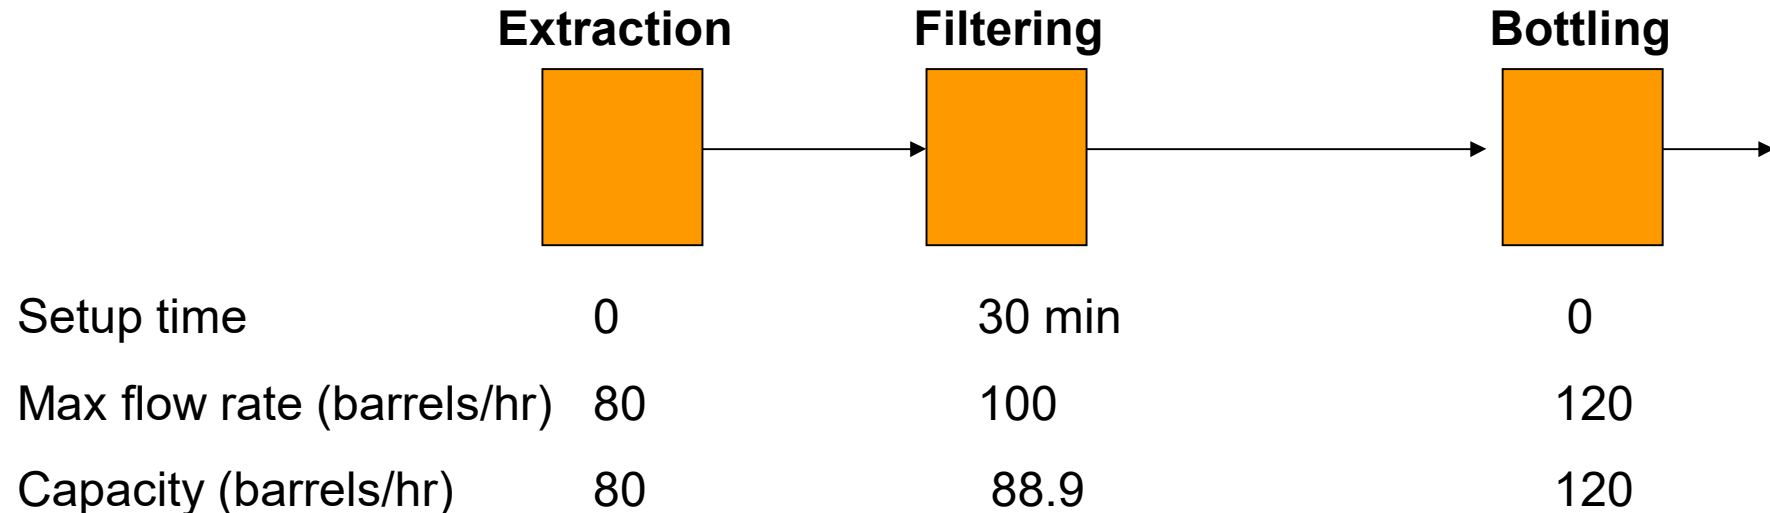 Extraction Filtering Bottling
Setup time 0 30 min 0
Max flow rate (barrels/hr) 80 100 120
Capacity (barrels/hr) 80 88.9 120